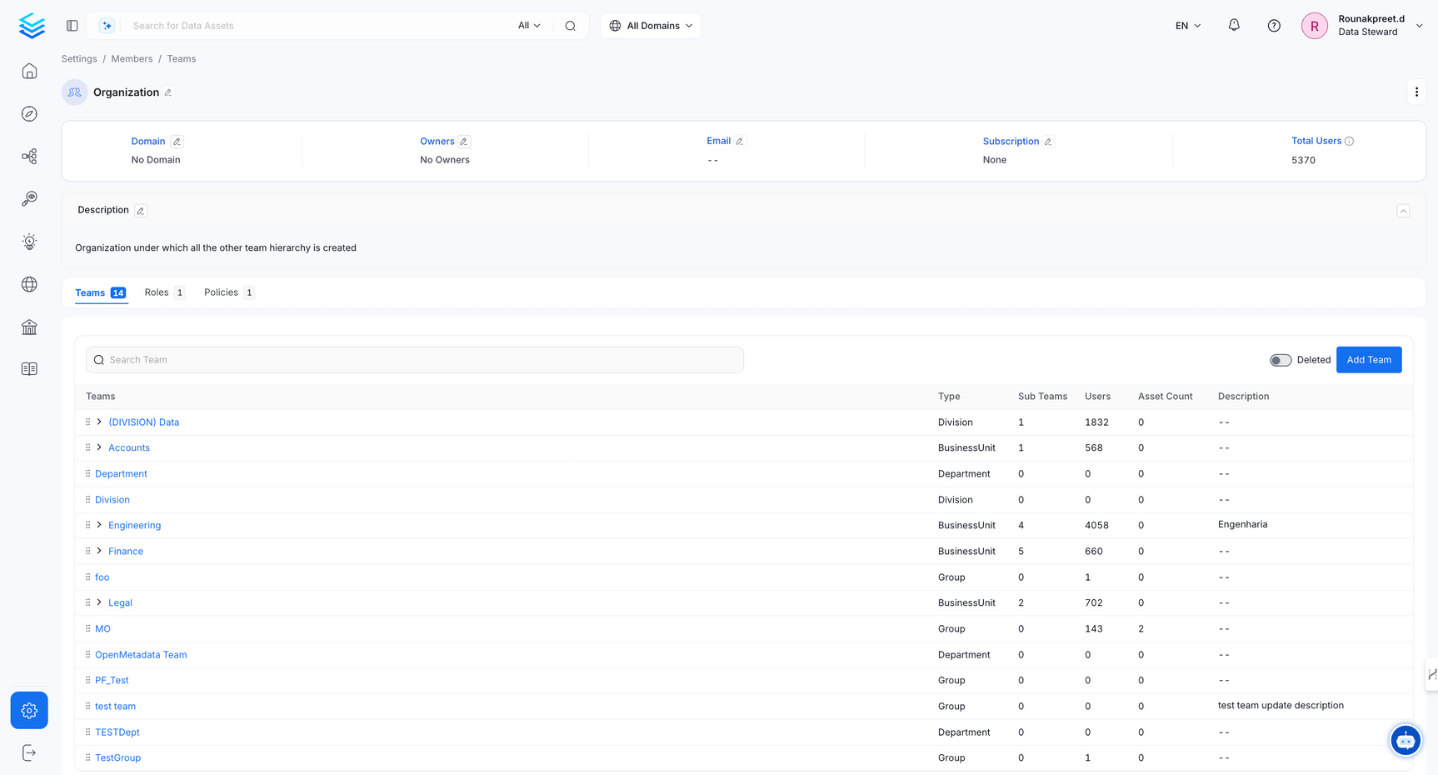 Search for Data Assets All All Domains EN R Rounakpreet.d
Data Steward
Settings / Members / Teams
Organization
Domain Owners Email Subscription Total Users
No Domain No Owners -- None 5370
Description
Organization under which all the other team hierarchy is created
Teams 14 Roles 1 Policies 1
Search Team Deleted Add Team
Teams Type Sub Teams Users Asset Count Description
(DIVISION) Data Division 1 1832 0 --
Accounts BusinessUnit 1 568 0 --
Department Department 0 0 0 --
Division Division 0 0 0 --
Engineering BusinessUnit 4 4058 0 Engenharia
Finance BusinessUnit 5 660 0 --
foo Group 0 1 0 --
Legal BusinessUnit 2 702 0 --
MO Group 0 143 2 --
OpenMetadata Team Department 0 0 0 --
PF_Test Group 0 0 0 --
test team Group 0 0 0 test team update description
TESTDept Department 0 0 0 --
TestGroup Group 0 1 0 --